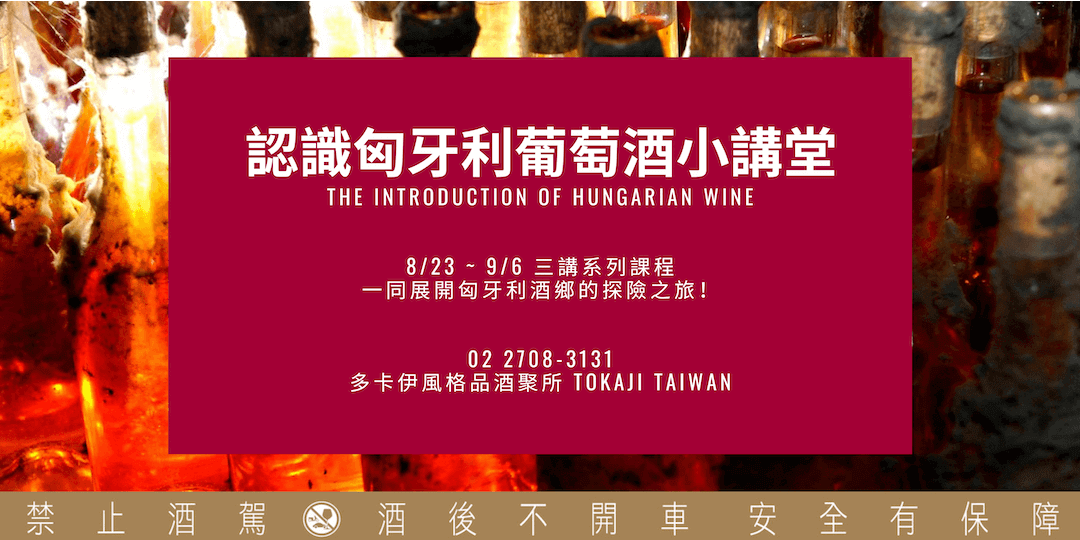 認識匈牙利葡萄酒小講堂
THE INTRODUCTION OF HUNGARIAN WINE
8/23 ~ 9/6 三講系列課程
一同展開匈牙利酒鄉的探險之旅！
02 2708-3131
多卡伊風格品酒聚所 TOKAJI TAIWAN
禁止酒駕 酒後不開車 安全有保障